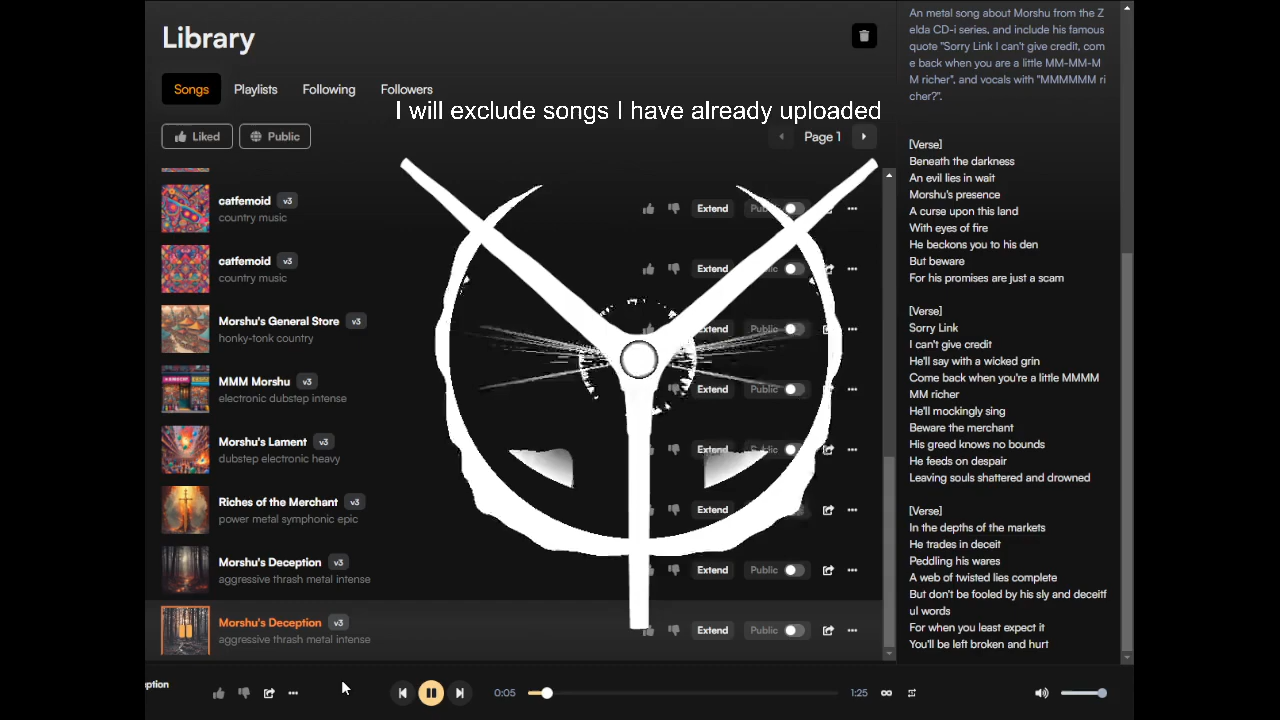 Library
Songs
Playlists
Following
Followers
I will exclude songs I have already uploaded
Liked
Public
Page 1
catfemoid v3
country music
Extend
catfemoid v3
country music
Extend Public
Morshu's General Store v3
honky-tonk country
Extend Public
MMM Morshu v3
electronic dubstep intense
Extend Public
Morshu's Lament v3
dubstep electronic heavy
Extend Public
Riches of the Merchant v3
power metal symphonic epic
Extend
Morshu's Deception v3
aggressive thrash metal intense
Extend Public
Morshu's Deception v3
aggressive thrash metal intense
Extend Public
ption
0:05
1:25
An metal song about Morshu from the Z
elda CD-i series, and include his famous
quote "Sorry Link I can't give credit, com
e back when you are a little MM-MM-M
M richer", and vocals with "MMMMMM ri
cher?".
[Verse]
Beneath the darkness
An evil lies in wait
Morshu's presence
A curse upon this land
With eyes of fire
He beckons you to his den
But beware
For his promises are just a scam
[Verse]
Sorry Link
I can't give credit
He'll say with a wicked grin
Come back when you're a little MMMM
MM richer
He'll mockingly sing
Beware the merchant
His greed knows no bounds
He feeds on despair
Leaving souls shattered and drowned
[Verse]
In the depths of the markets
He trades in deceit
Peddling his wares
A web of twisted lies complete
But don't be fooled by his sly and deceitf
ul words
For when you least expect it
You'll be left broken and hurt